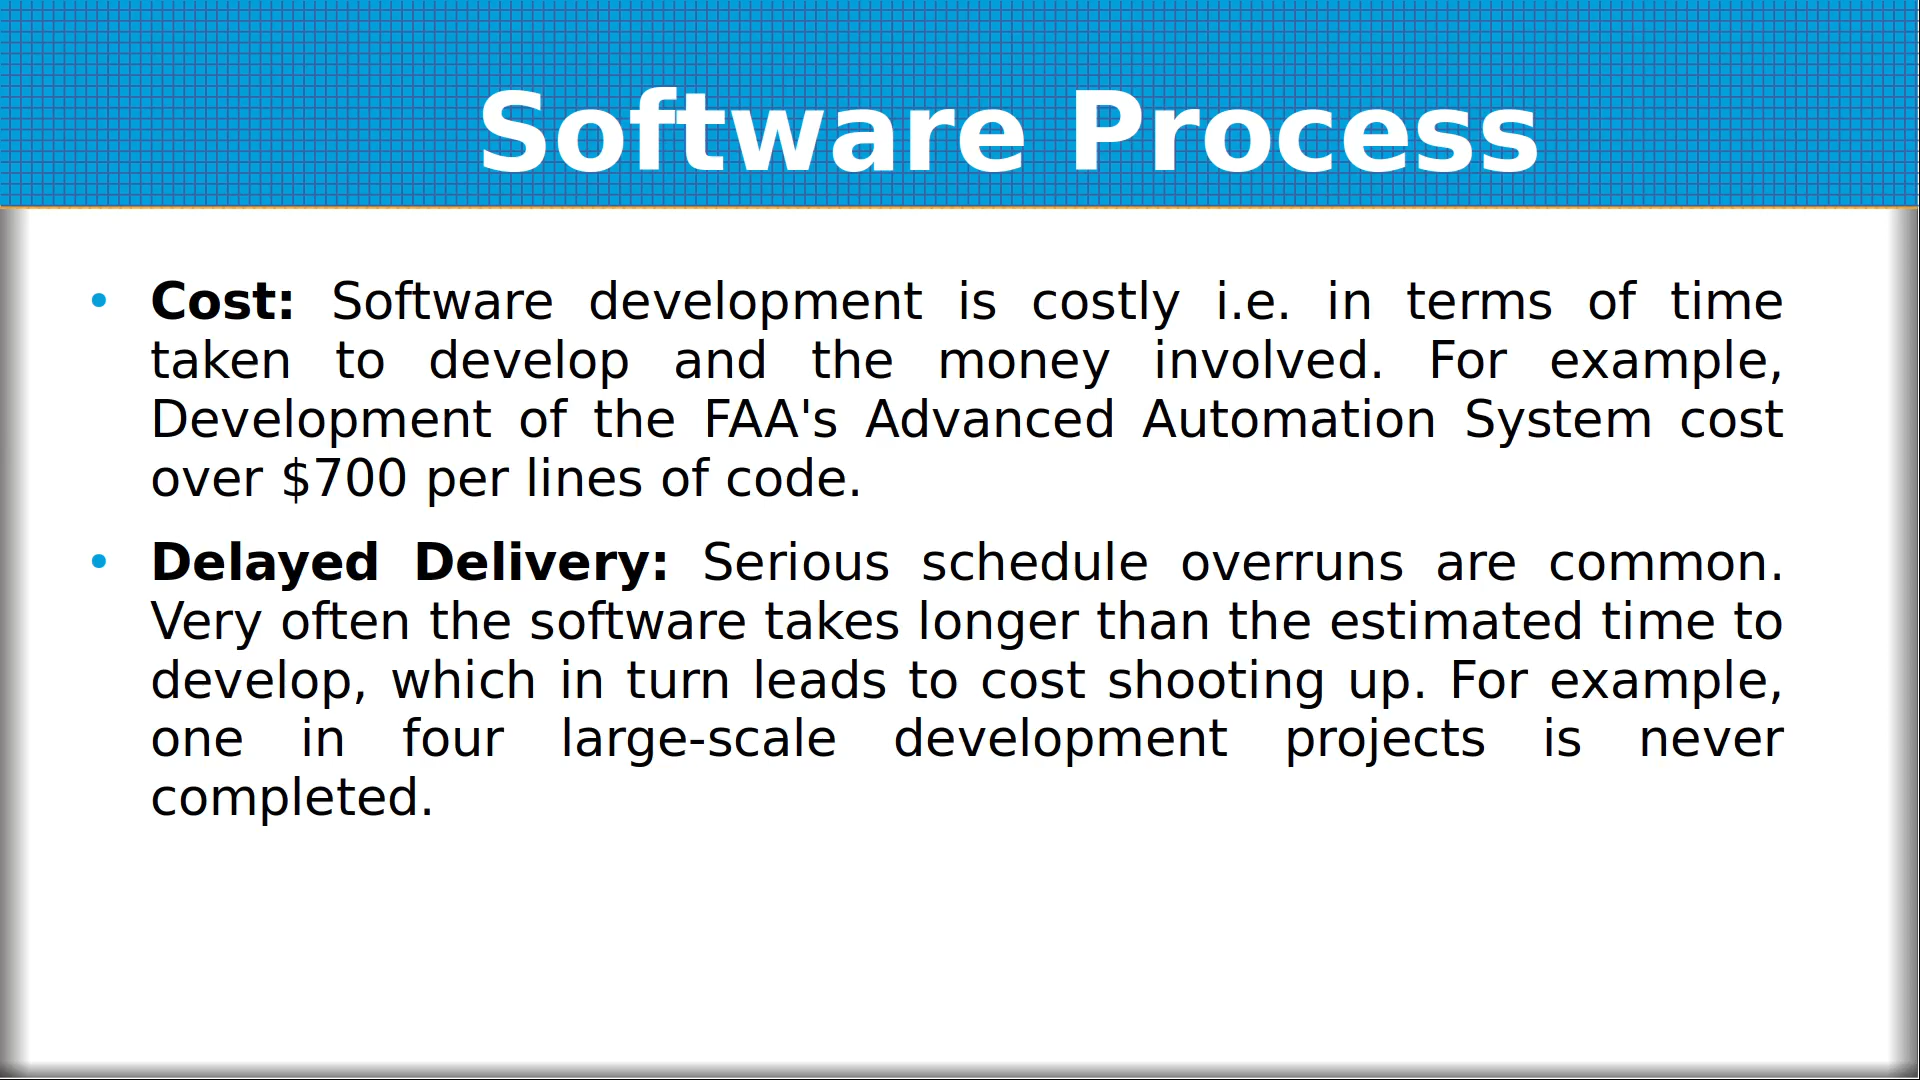 Software Process
• Cost: Software development is costly i.e. in terms of time
taken to develop and the money involved. For example,
Development of the FAA's Advanced Automation System cost
over $700 per lines of code.
• Delayed Delivery: Serious schedule overruns are common.
Very often the software takes longer than the estimated time to
develop, which in turn leads to cost shooting up. For example,
one in four large-scale development projects is never
completed.